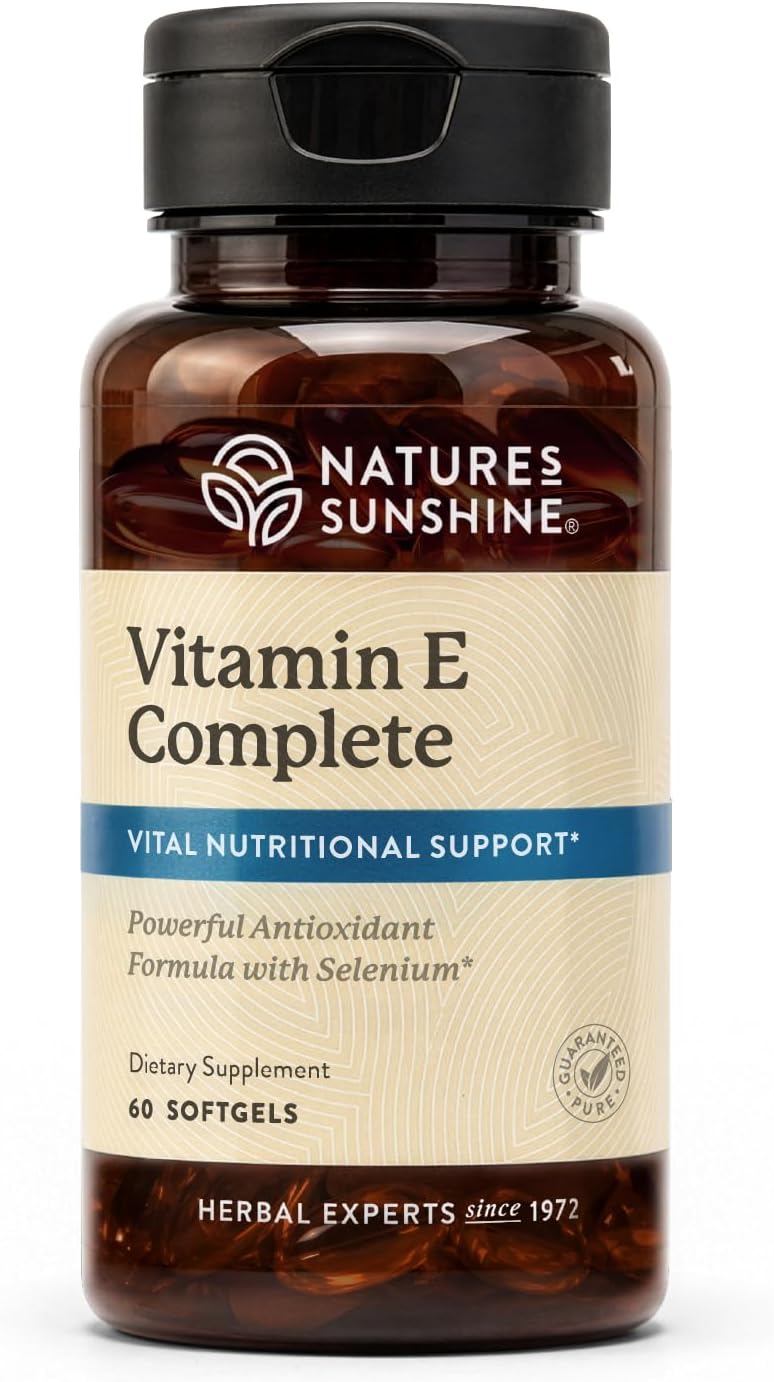 NATURES
SUNSHINE®
Vitamin E
Complete
VITAL NUTRITIONAL SUPPORT*
Powerful Antioxidant
Formula with Selenium*
Dietary Supplement
60 SOFTGELS
GUARANTEED
• PURE •
HERBAL EXPERTS since 1972